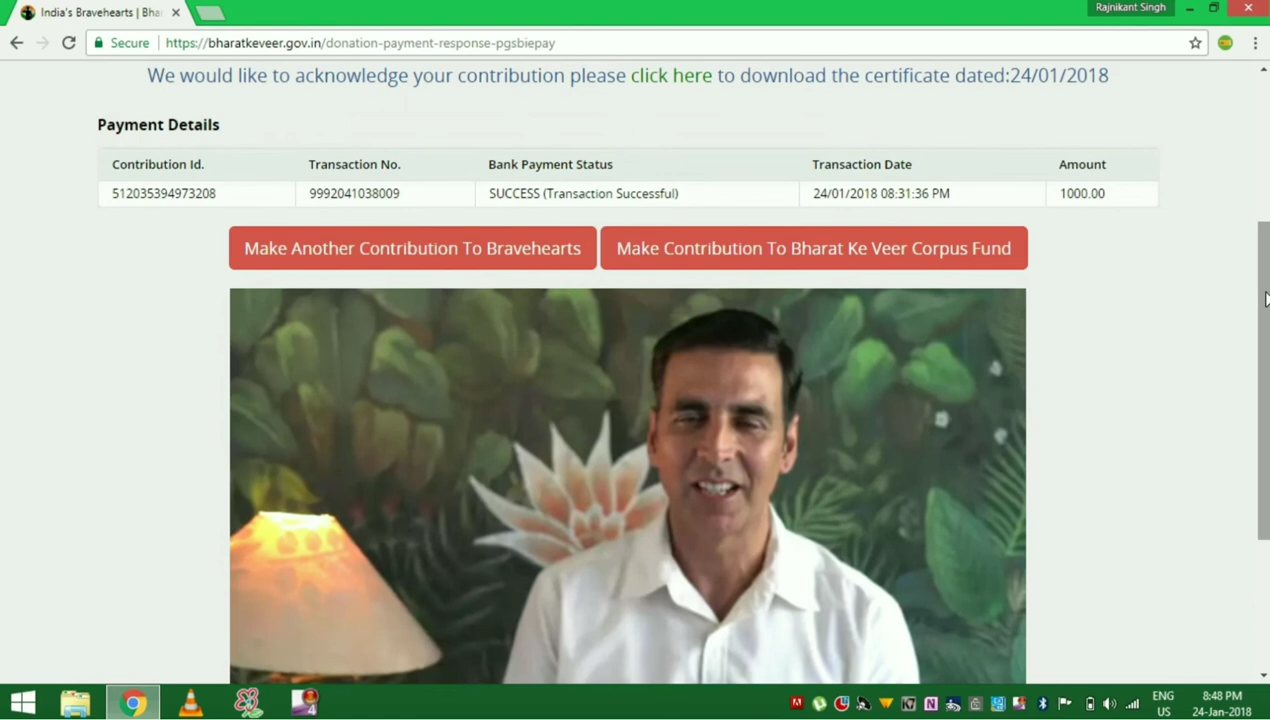 India's Bravehearts | Bha
Rajnikant Singh
Secure
https://bharatkeveer.gov.in/donation-payment-response-pgsbiepay
We would like to acknowledge your contribution please click here to download the certificate dated:24/01/2018
Payment Details
Contribution Id. Transaction No. Bank Payment Status Transaction Date Amount
512035394973208 9992041038009 SUCCESS (Transaction Successful) 24/01/2018 08:31:36 PM 1000.00
Make Another Contribution To Bravehearts Make Contribution To Bharat Ke Veer Corpus Fund
4
N
ENG 8:48 PM
US 24-Jan-2018